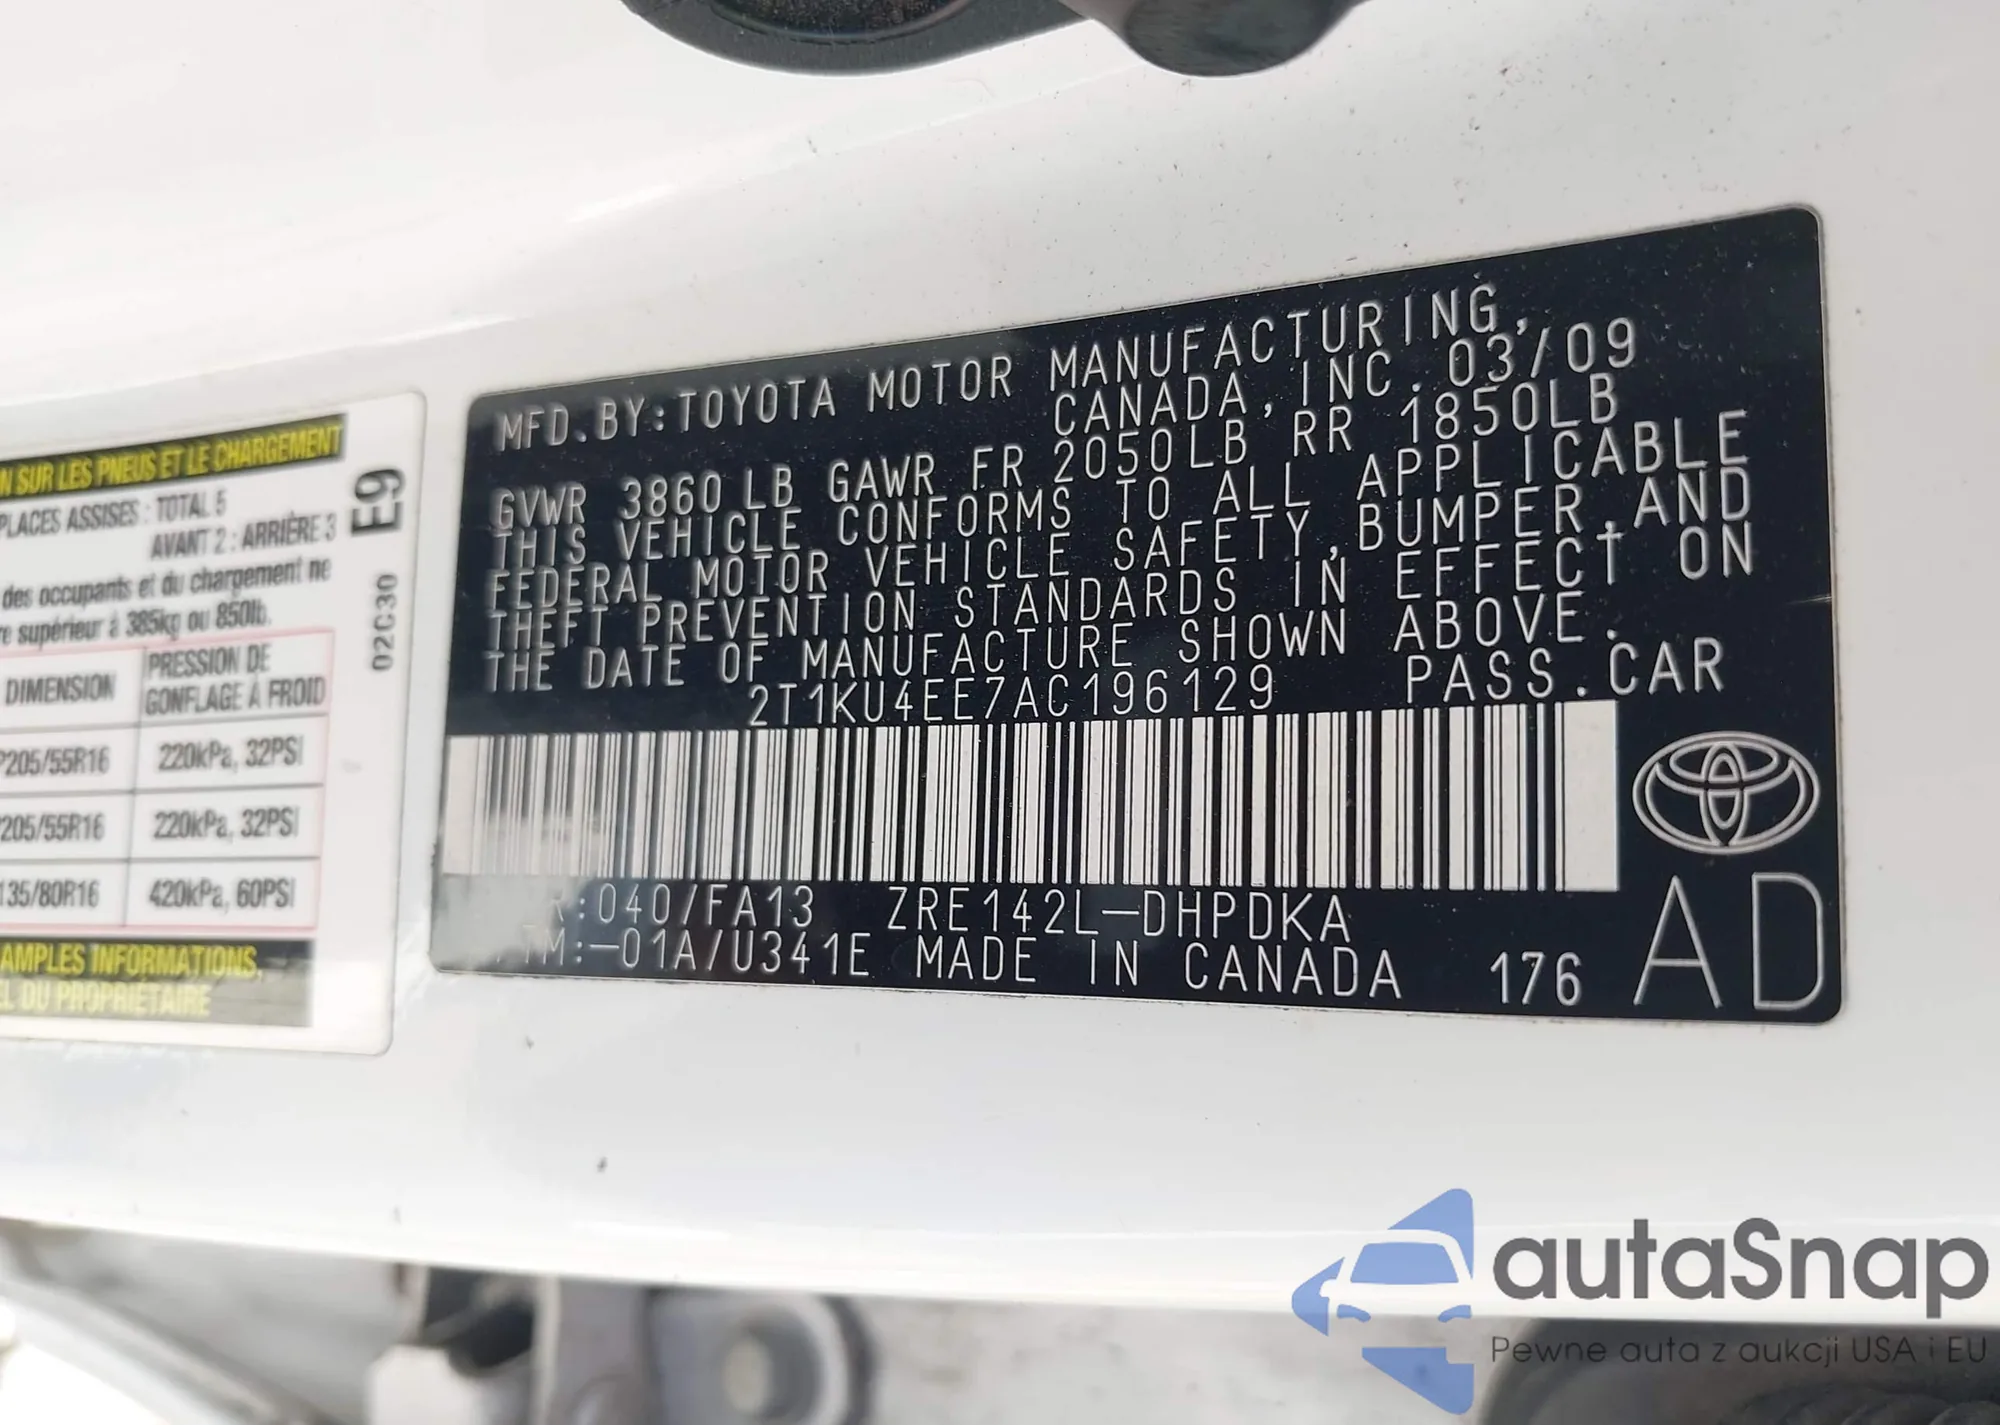 N SUR LES PNEUS ET LE CHARGEMENT
PLACES ASSISES : TOTAL 5
AVANT 2 : ARRIÈRE 3
des occupants et du chargement ne
re supérieur à 385kg ou 850lb.
DIMENSION PRESSION DE GONFLAGE À FROID
P205/55R16 220kPa, 32PSI
205/55R16 220kPa, 32PSI
135/80R16 420kPa, 60PSI
AMPLES INFORMATIONS,
EL DU PROPRIÉTAIRE
E9
02C30
MFD.BY:TOYOTA MOTOR MANUFACTURING,
CANADA, INC. 03/09
GVWR 3860LB GAWR FR 2050LB RR 1850LB
THIS VEHICLE CONFORMS TO ALL APPLICABLE
FEDERAL MOTOR VEHICLE SAFETY,BUMPER,AND
THEFT PREVENTION STANDARDS IN EFFECT ON
THE DATE OF MANUFACTURE SHOWN ABOVE.
2T1KU4EE7AC196129 PASS.CAR
:040/FA13 ZRE142L-DHPDKA
TM:-01A/U341E MADE IN CANADA 176
AD
autaSnap
Pewne auta z aukcji USA i EU